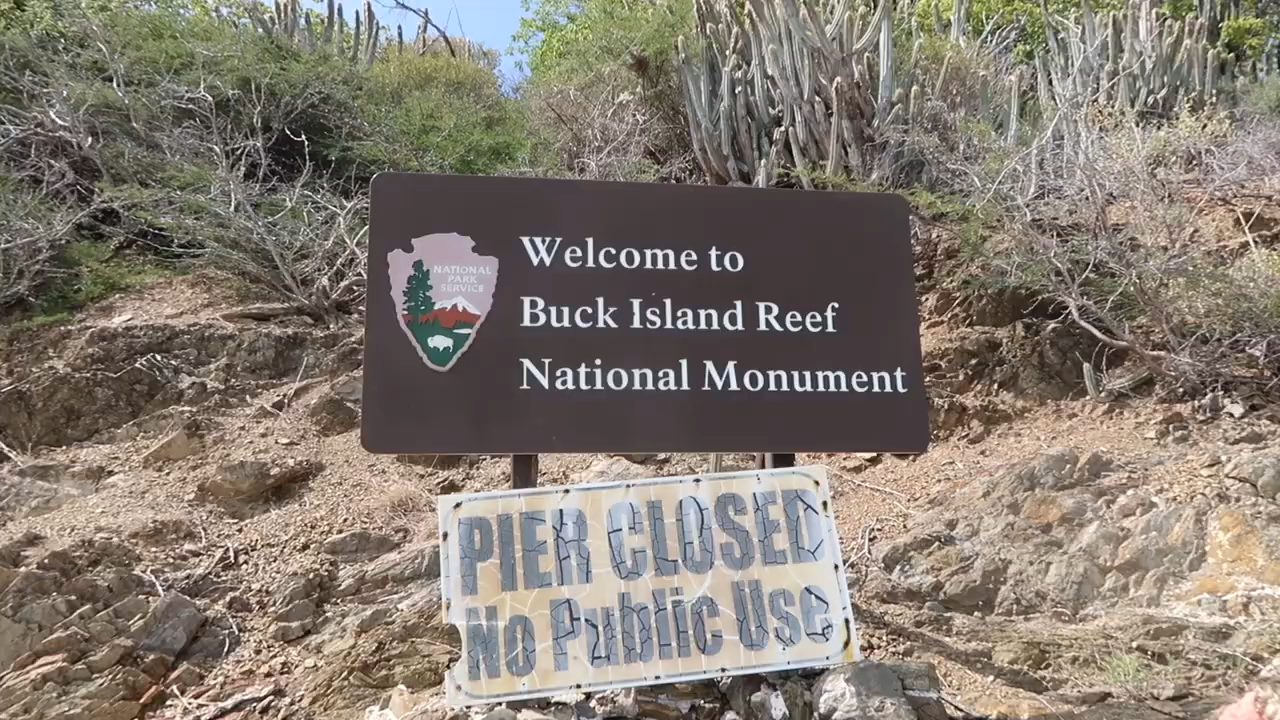 NATIONAL
PARK
SERVICE
Welcome to
Buck Island Reef
National Monument
PIER CLOSED
No Public Use